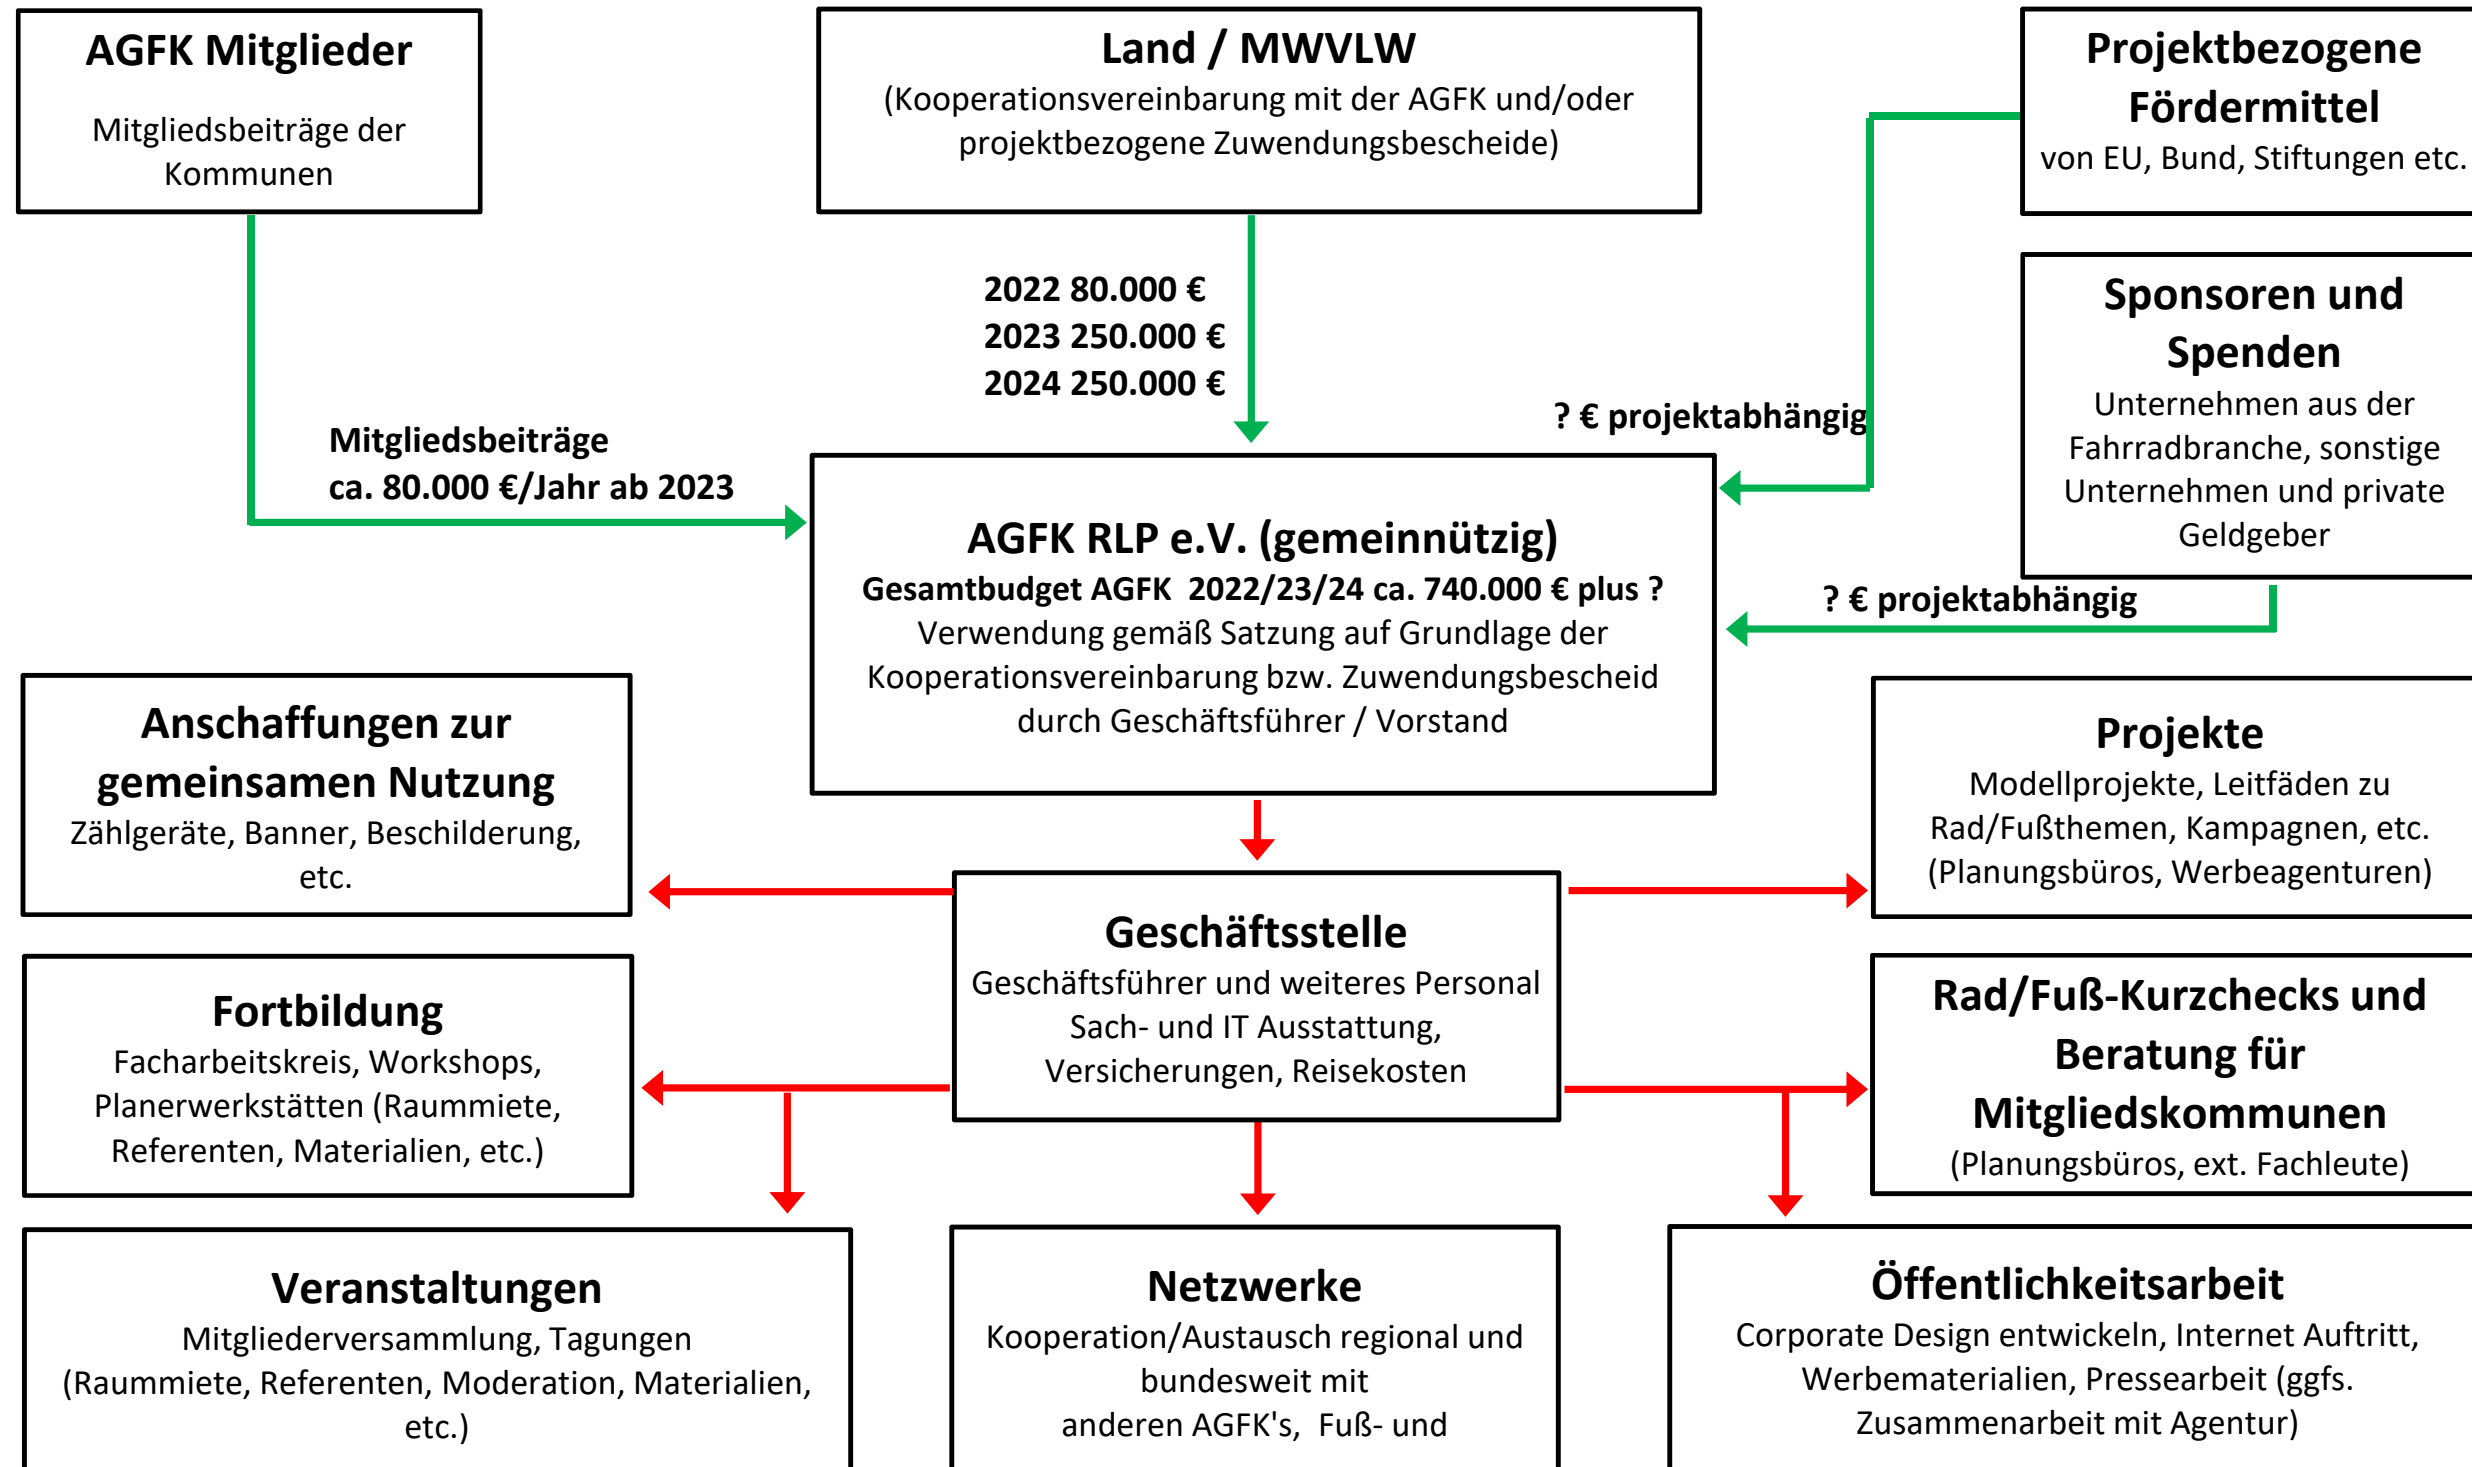 AGFK Mitglieder
Mitgliedsbeiträge der
Kommunen
Land / MWVLW
(Kooperationsvereinbarung mit der AGFK und/oder
projektbezogene Zuwendungsbescheide)
Projektbezogene
Fördermittel
von EU, Bund, Stiftungen etc.
2022 80.000 €
2023 250.000 €
2024 250.000 €
Sponsoren und
Spenden
Unternehmen aus der
Fahrradbranche, sonstige
Unternehmen und private
Geldgeber
? € projektabhängig
Mitgliedsbeiträge
ca. 80.000 €/Jahr ab 2023
AGFK RLP e.V. (gemeinnützig)
Gesamtbudget AGFK  2022/23/24 ca. 740.000 € plus ?
Verwendung gemäß Satzung auf Grundlage der
Kooperationsvereinbarung bzw. Zuwendungsbescheid
durch Geschäftsführer / Vorstand
? € projektabhängig
Anschaffungen zur
gemeinsamen Nutzung
Zählgeräte, Banner, Beschilderung,
etc.
Projekte
Modellprojekte, Leitfäden zu
Rad/Fußthemen, Kampagnen, etc.
(Planungsbüros, Werbeagenturen)
Geschäftsstelle
Geschäftsführer und weiteres Personal
Sach- und IT Ausstattung,
Versicherungen, Reisekosten
Fortbildung
Facharbeitskreis, Workshops,
Planerwerkstätten (Raummiete,
Referenten, Materialien, etc.)
Rad/Fuß-Kurzchecks und
Beratung für
Mitgliedskommunen
(Planungsbüros, ext. Fachleute)
Veranstaltungen
Mitgliederversammlung, Tagungen
(Raummiete, Referenten, Moderation, Materialien,
etc.)
Netzwerke
Kooperation/Austausch regional und
bundesweit mit
anderen AGFK's,  Fuß- und
Öffentlichkeitsarbeit
Corporate Design entwickeln, Internet Auftritt,
Werbematerialien, Pressearbeit (ggfs.
Zusammenarbeit mit Agentur)